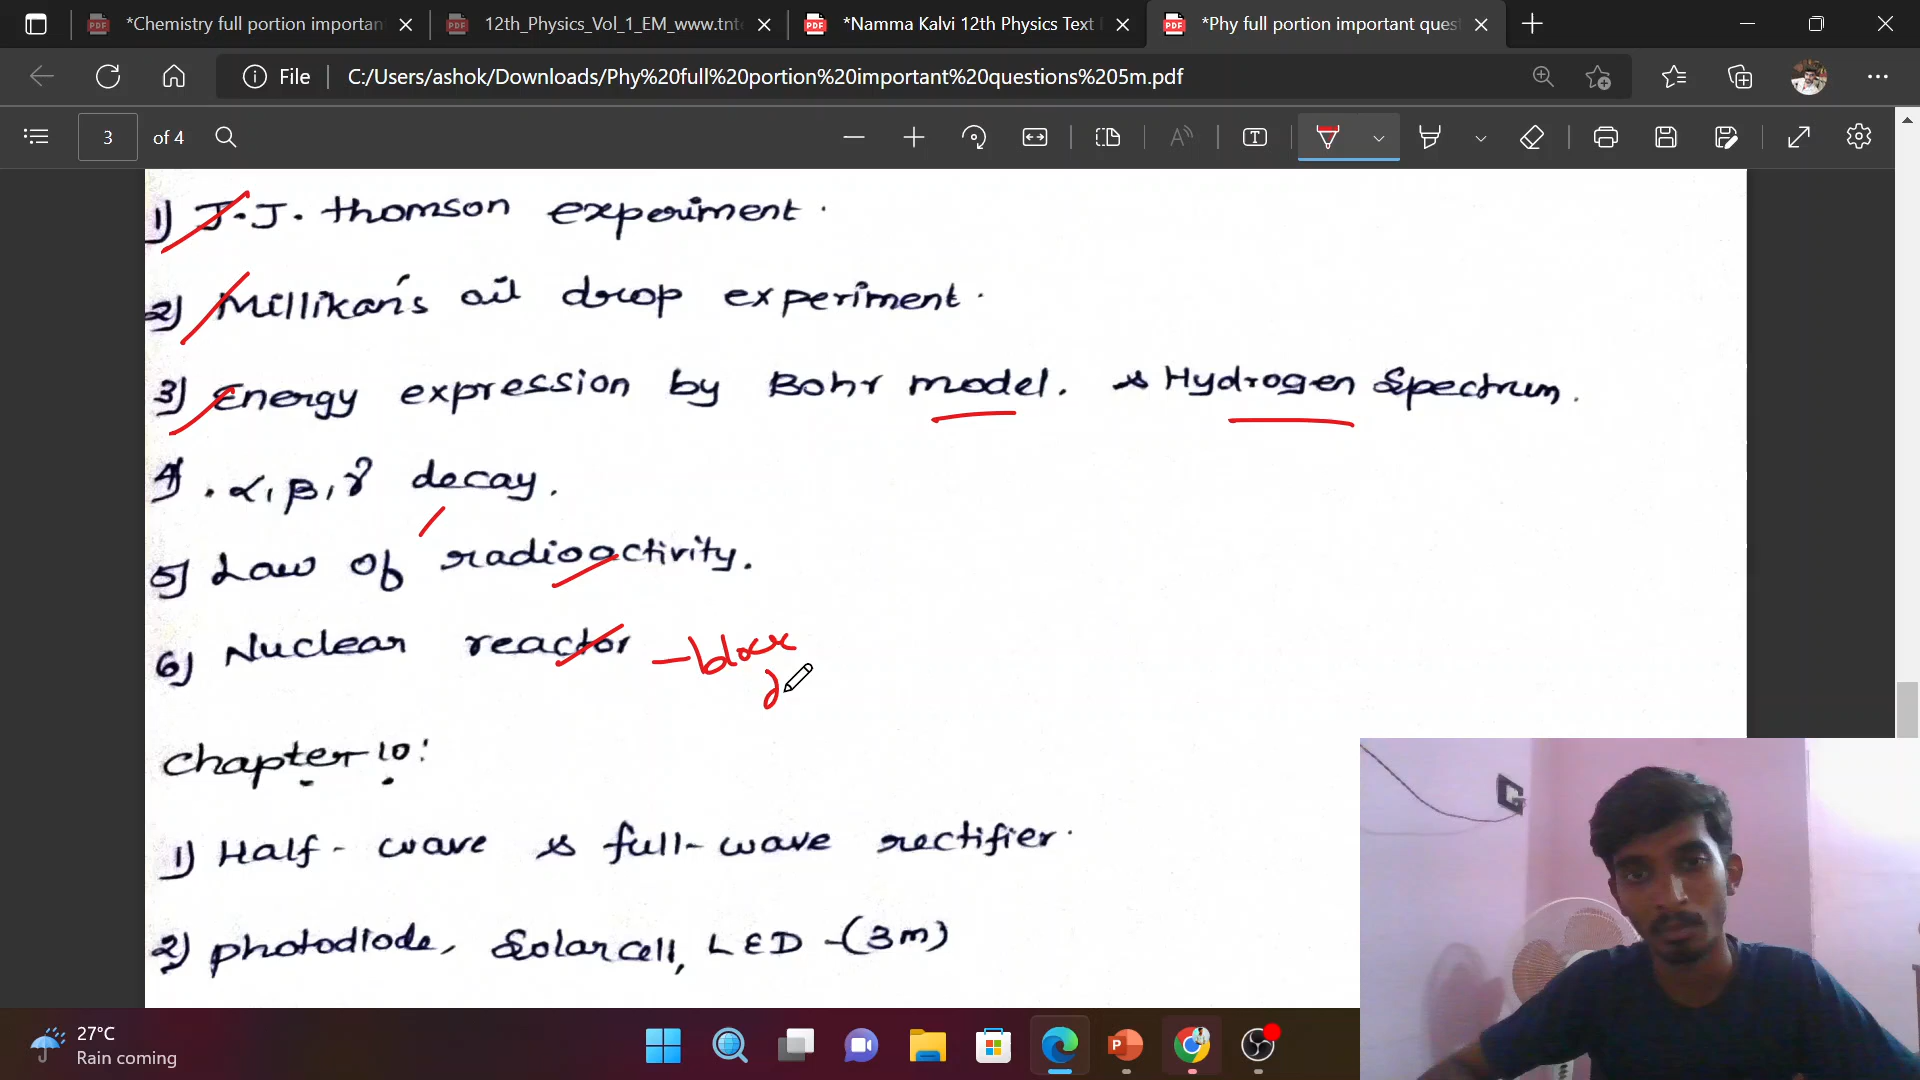 *Chemistry full portion importan
12th_Physics_Vol_1_EM_www.tnt
*Namma Kalvi 12th Physics Text
*Phy full portion important ques
File
C:/Users/ashok/Downloads/Phy%20full%20portion%20important%20questions%205m.pdf
3 of 4
1) J.J. thomson experiment.
2) Millikan's oil drop experiment.
3) Energy expression by Bohr model. & Hydrogen Spectrum.
4) . α, β, γ decay.
5) Law of radioactivity.
6) Nuclear reactor
chapter-10:
1) Half-wave & full-wave rectifier.
2) photodiode, Solar cell, LED -(3m)
G
27°C
Rain coming